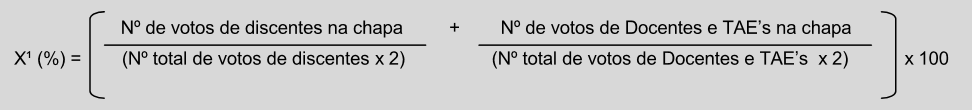 Nº de votos de discentes na chapa + Nº de votos de Docentes e TAE’s na chapa
X¹ (%) = (Nº total de votos de discentes x 2) (Nº total de votos de Docentes e TAE’s x 2) x 100